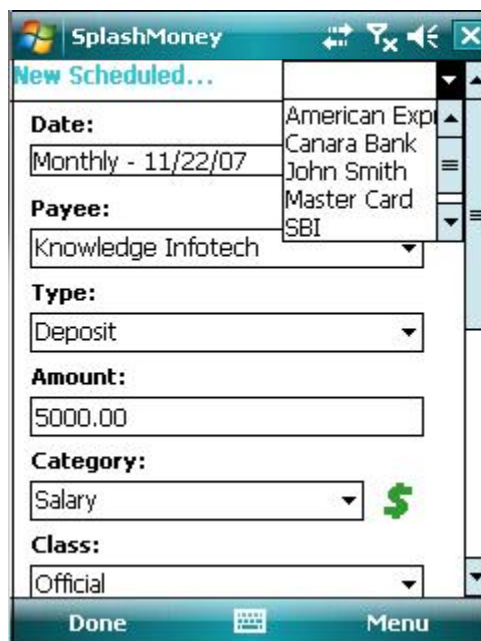 SplashMoney
New Scheduled...
American Exp
Canara Bank
John Smith
Master Card
SBI
Date:
Monthly - 11/22/07
Payee:
Knowledge Infotech
Type:
Deposit
Amount:
5000.00
Category:
Salary
$
Class:
Official
Done
Menu